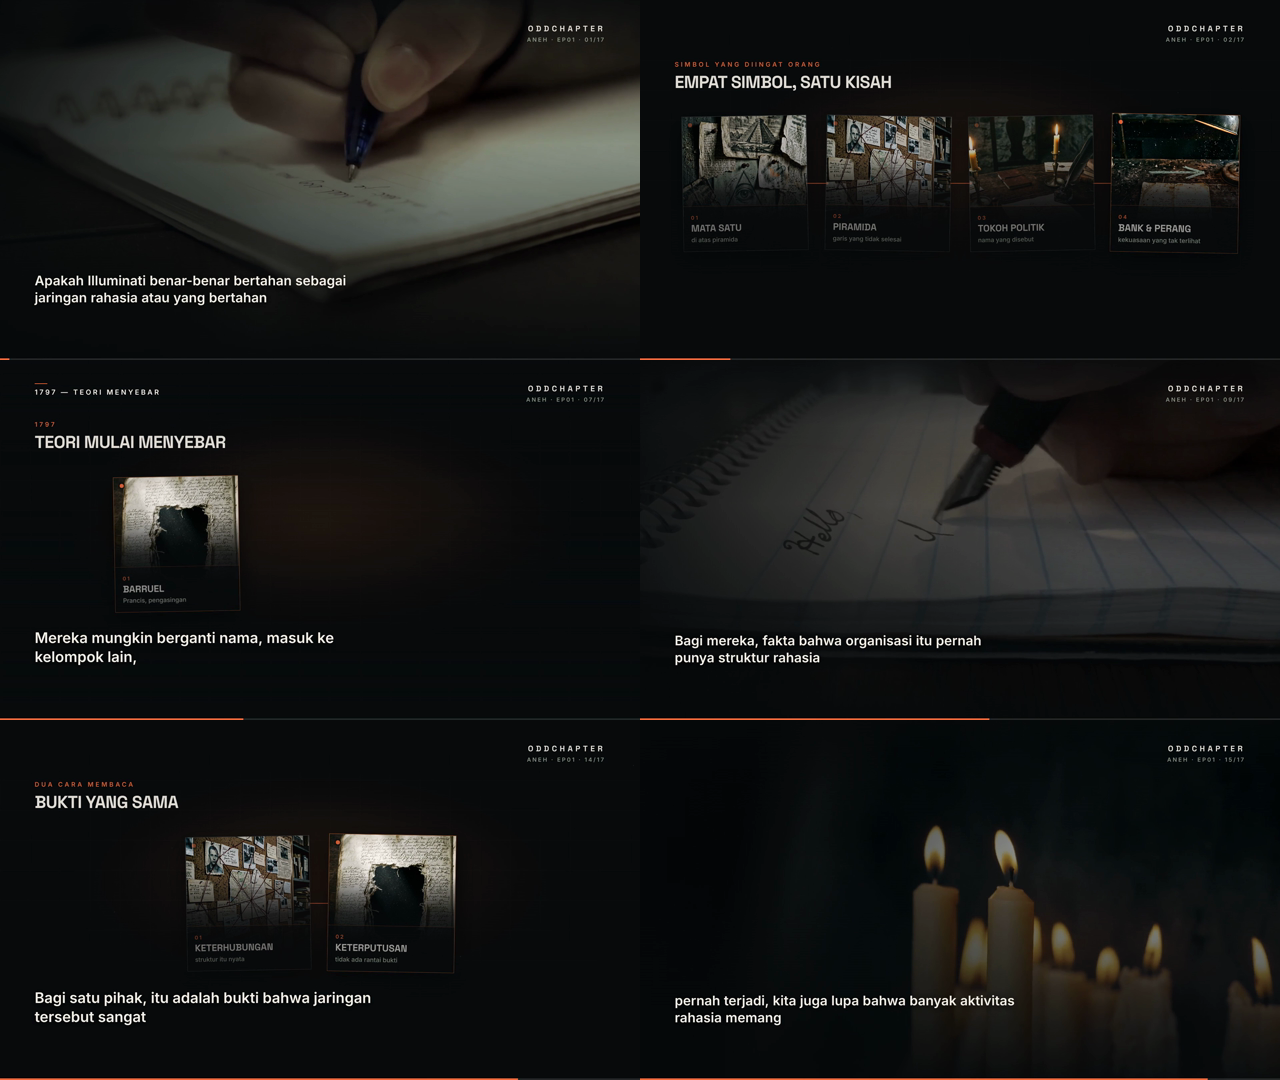 ODDCHAPTER
ANEH · EP01 · 01/17
Apakah Illuminati benar-benar bertahan sebagai
jaringan rahasia atau yang bertahan
ODDCHAPTER
ANEH · EP01 · 02/17
SIMBOL YANG DIINGAT ORANG
EMPAT SIMBOL, SATU KISAH
01
MATA SATU
di atas piramida
02
PIRAMIDA
garis yang tidak selesai
03
TOKOH POLITIK
nama yang disebut
04
BANK & PERANG
kekuasaan yang tak terlihat
1797 — TEORI MENYEBAR
ODDCHAPTER
ANEH · EP01 · 07/17
1797
TEORI MULAI MENYEBAR
01
BARRUEL
Prancis, pengasingan
Mereka mungkin berganti nama, masuk ke
kelompok lain,
ODDCHAPTER
ANEH · EP01 · 09/17
Hello,
Bagi mereka, fakta bahwa organisasi itu pernah
punya struktur rahasia
ODDCHAPTER
ANEH · EP01 · 14/17
DUA CARA MEMBACA
BUKTI YANG SAMA
01
KETERHUBUNGAN
struktur itu nyata
02
KETERPUTUSAN
tidak ada rantai bukti
Bagi satu pihak, itu adalah bukti bahwa jaringan
tersebut sangat
ODDCHAPTER
ANEH · EP01 · 15/17
pernah terjadi, kita juga lupa bahwa banyak aktivitas
rahasia memang